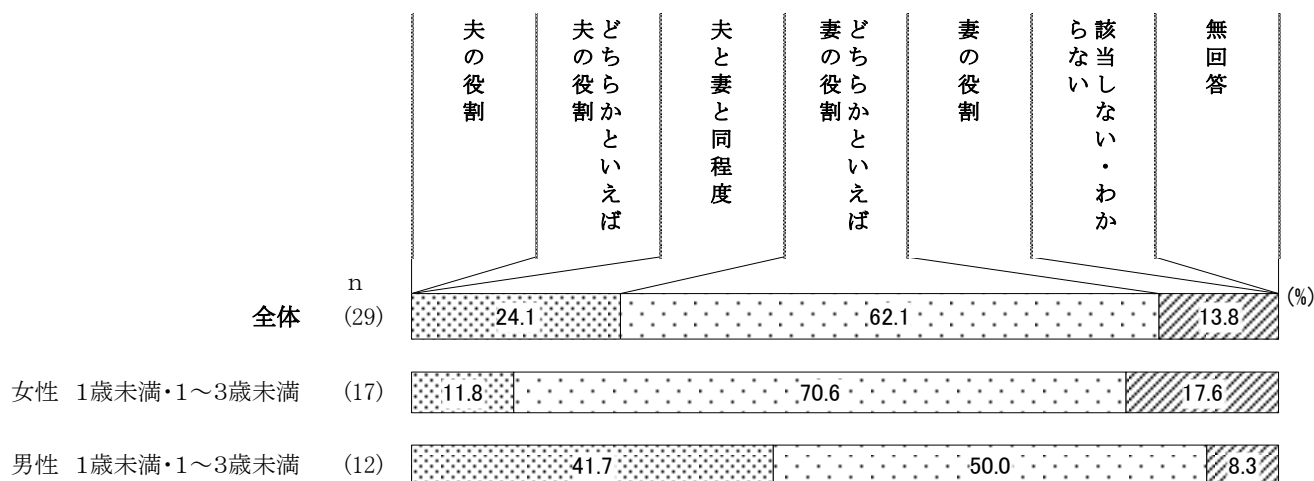 夫の役割
どちらかといえば
夫の役割
夫と妻と同程度
どちらかといえば
妻の役割
妻の役割
該当しない・わか
らない
無回答
n
(%)
全体 (29) 24.1 62.1 13.8
女性 1歳未満・1～3歳未満 (17) 11.8 70.6 17.6
男性 1歳未満・1～3歳未満 (12) 41.7 50.0 8.3